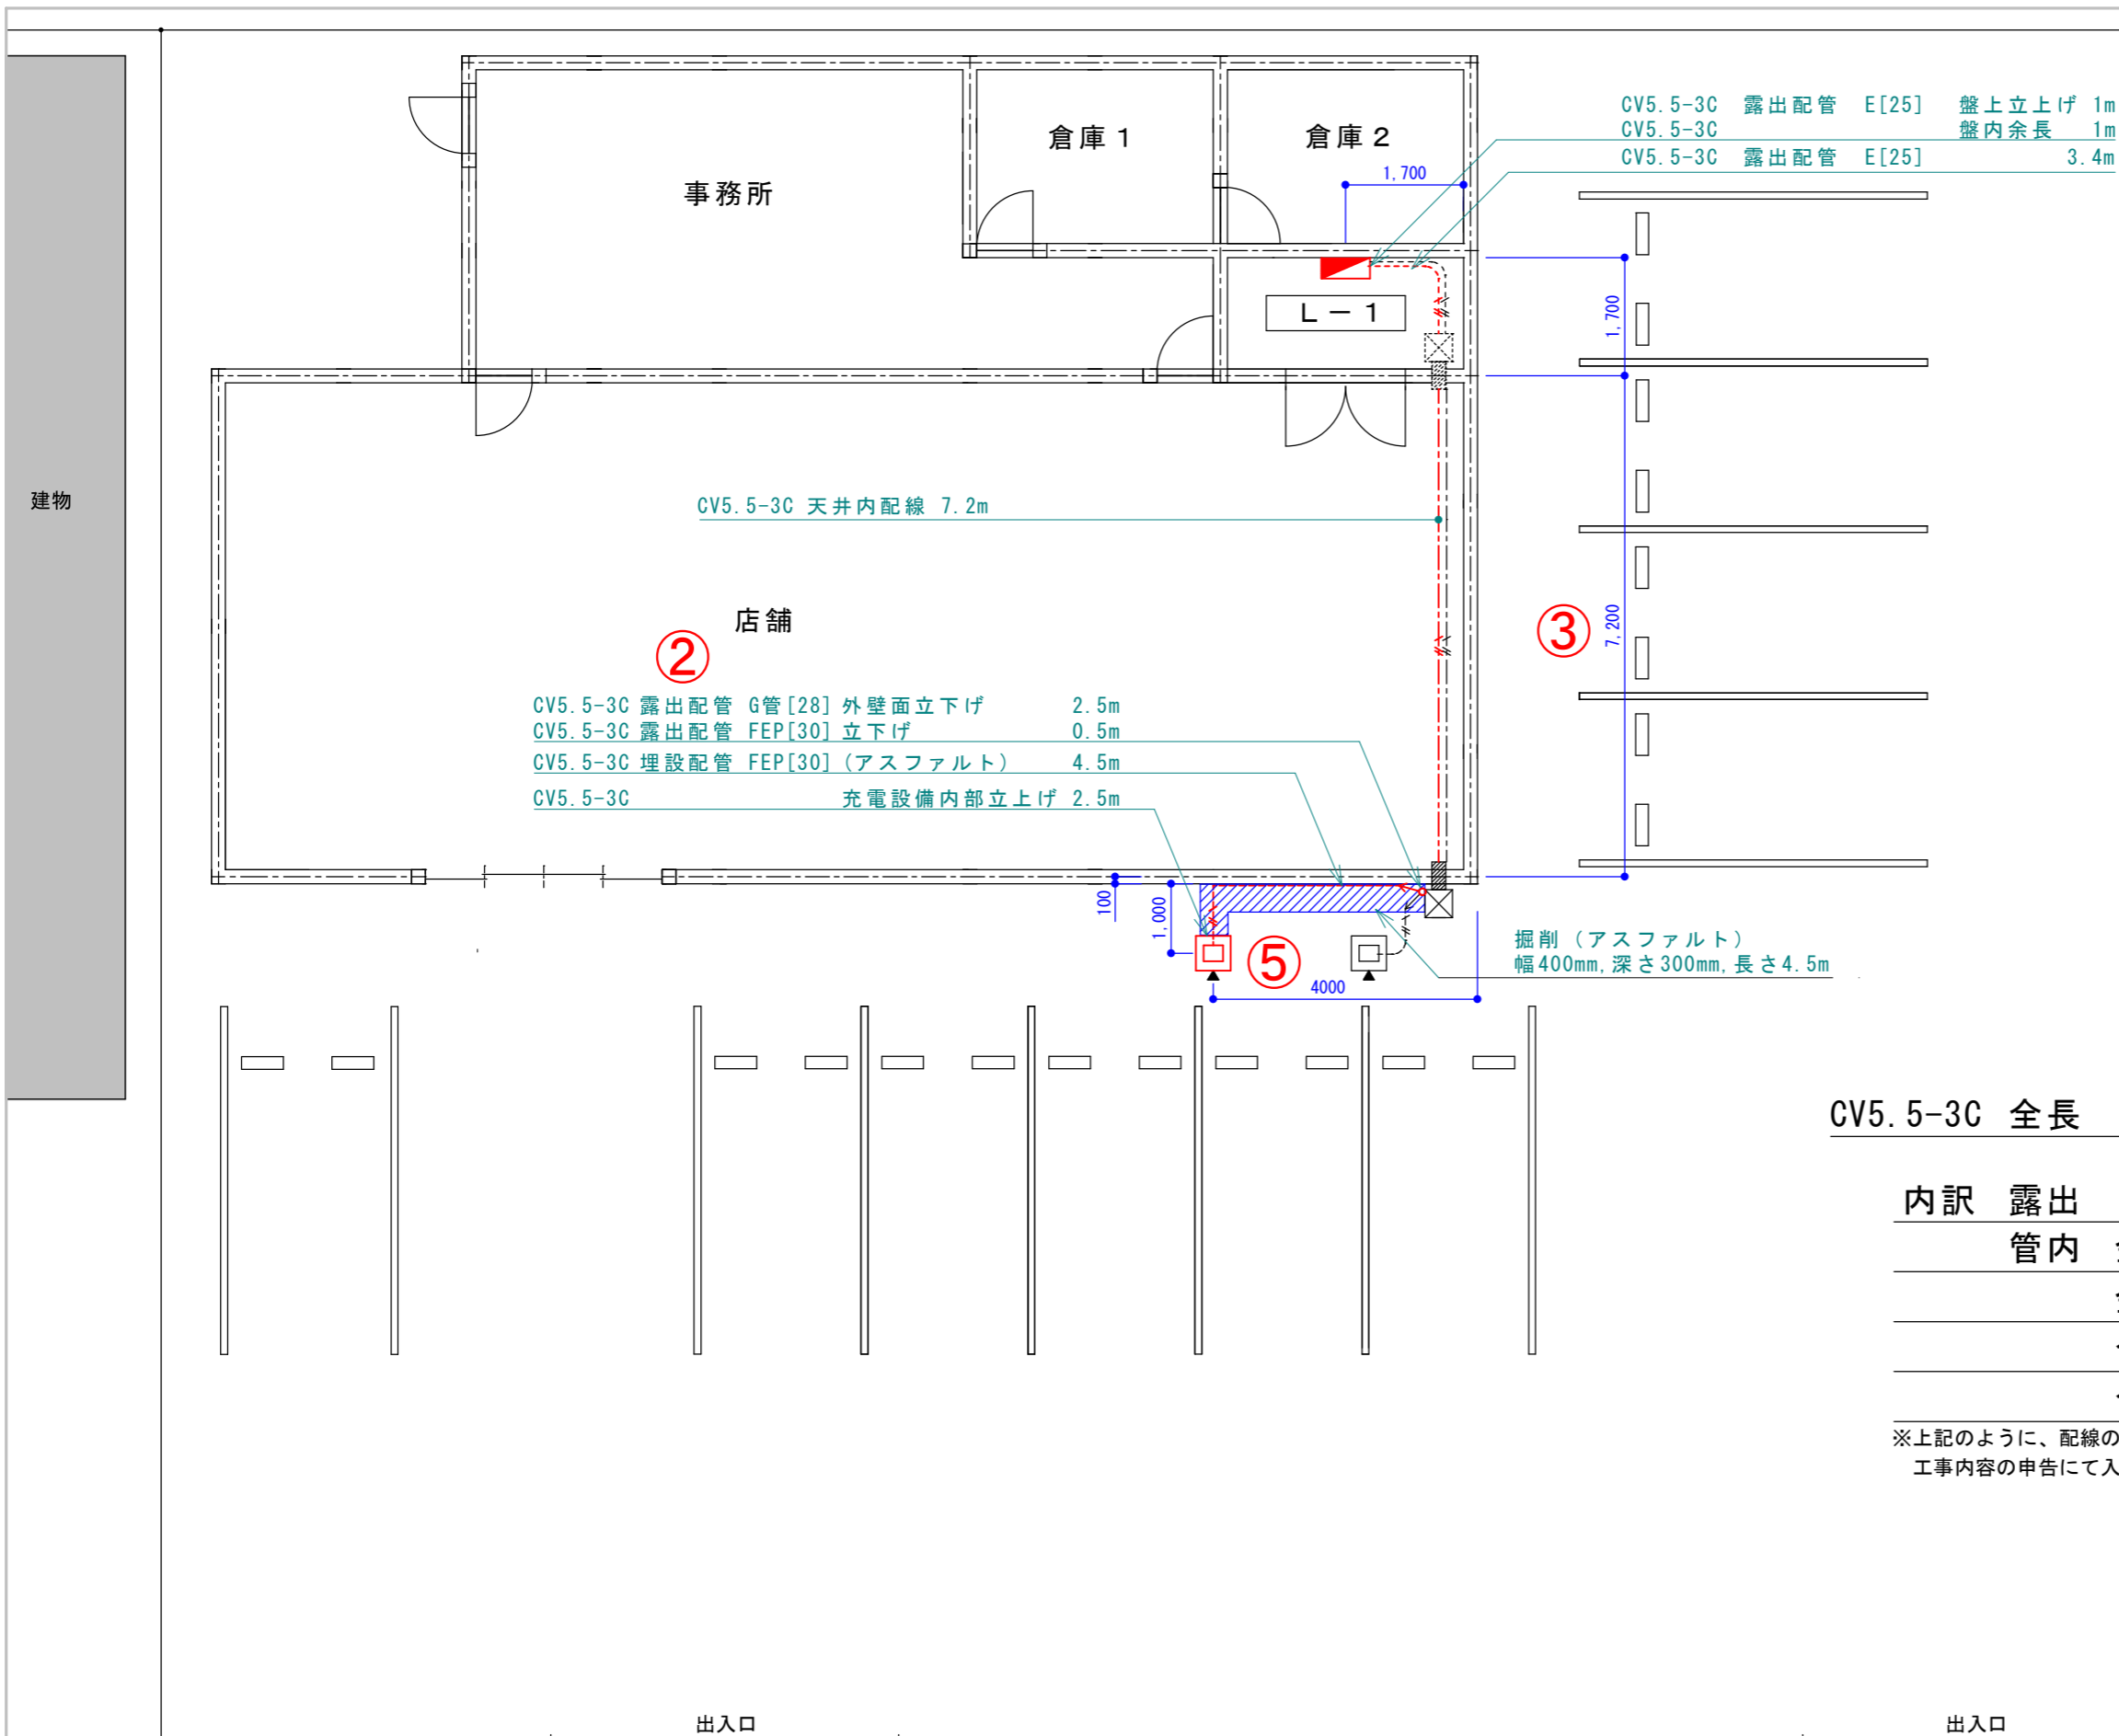 CV5.5-3C 露出配管 E[25] 盤上立上げ 1m
CV5.5-3C 盤内余長 1m
CV5.5-3C 露出配管 E[25] 3.4m
倉庫1
倉庫2
1,700
事務所
L-1
1,700
建物
CV5.5-3C 天井内配線 7.2m
店舗
②
③
7,200
CV5.5-3C 露出配管 G管[28] 外壁面立下げ 2.5m
CV5.5-3C 露出配管 FEP[30] 立下げ 0.5m
CV5.5-3C 埋設配管 FEP[30](アスファルト) 4.5m
CV5.5-3C 充電設備内部立上げ 2.5m
100
1,000
⑤
4000
掘削(アスファルト)
幅400mm,深さ300mm,長さ4.5m
CV5.5-3C 全長
内訳 露出
管内
※上記のように、配線の
工事内容の申告にて入
出入口
出入口